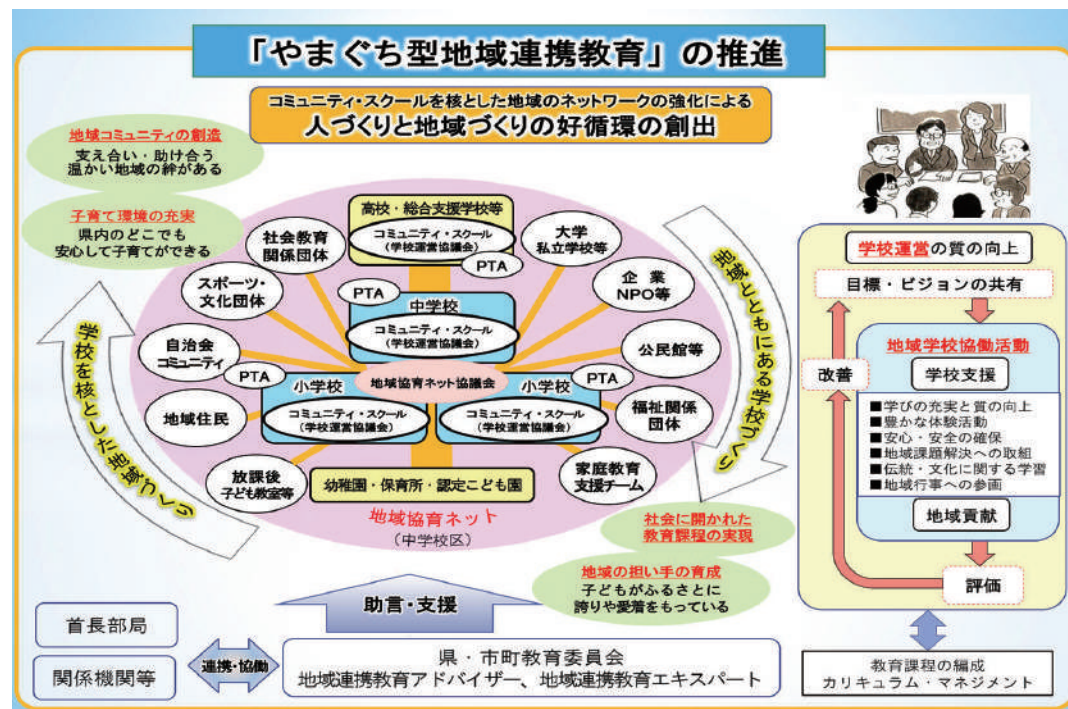 「やまぐち型地域連携教育」の推進
コミュニティ・スクールを核とした地域のネットワークの強化による
人づくりと地域づくりの好循環の創出
地域コミュニティの創造
支え合い・助け合う
温かい地域の絆がある
子育て環境の充実
県内のどこでも
安心して子育てができる
学校を核とした地域づくり
地域とともにある学校づくり
高校・総合支援学校等
コミュニティ・スクール
(学校運営協議会)
PTA
社会教育
関係団体
大学
私立学校等
スポーツ・
文化団体
企業
NPO等
PTA
中学校
コミュニティ・スクール
(学校運営協議会)
自治会
コミュニティ
公民館等
PTA
小学校
コミュニティ・スクール
(学校運営協議会)
地域協育ネット協議会
小学校
PTA
コミュニティ・スクール
(学校運営協議会)
地域住民
福祉関係
団体
放課後
子ども教室等
幼稚園・保育所・認定こども園
家庭教育
支援チーム
地域協育ネット
(中学校区)
社会に開かれた
教育課程の実現
地域の担い手の育成
子どもがふるさとに
誇りや愛着をもっている
助言・支援
首長部局
関係機関等
連携・協働
県・市町教育委員会
地域連携教育アドバイザー、地域連携教育エキスパート
学校運営の質の向上
目標・ビジョンの共有
地域学校協働活動
学校支援
■学びの充実と質の向上
■豊かな体験活動
■安心・安全の確保
■地域課題解決への取組
■伝統・文化に関する学習
■地域行事への参画
地域貢献
改善
評価
教育課程の編成
カリキュラム・マネジメント